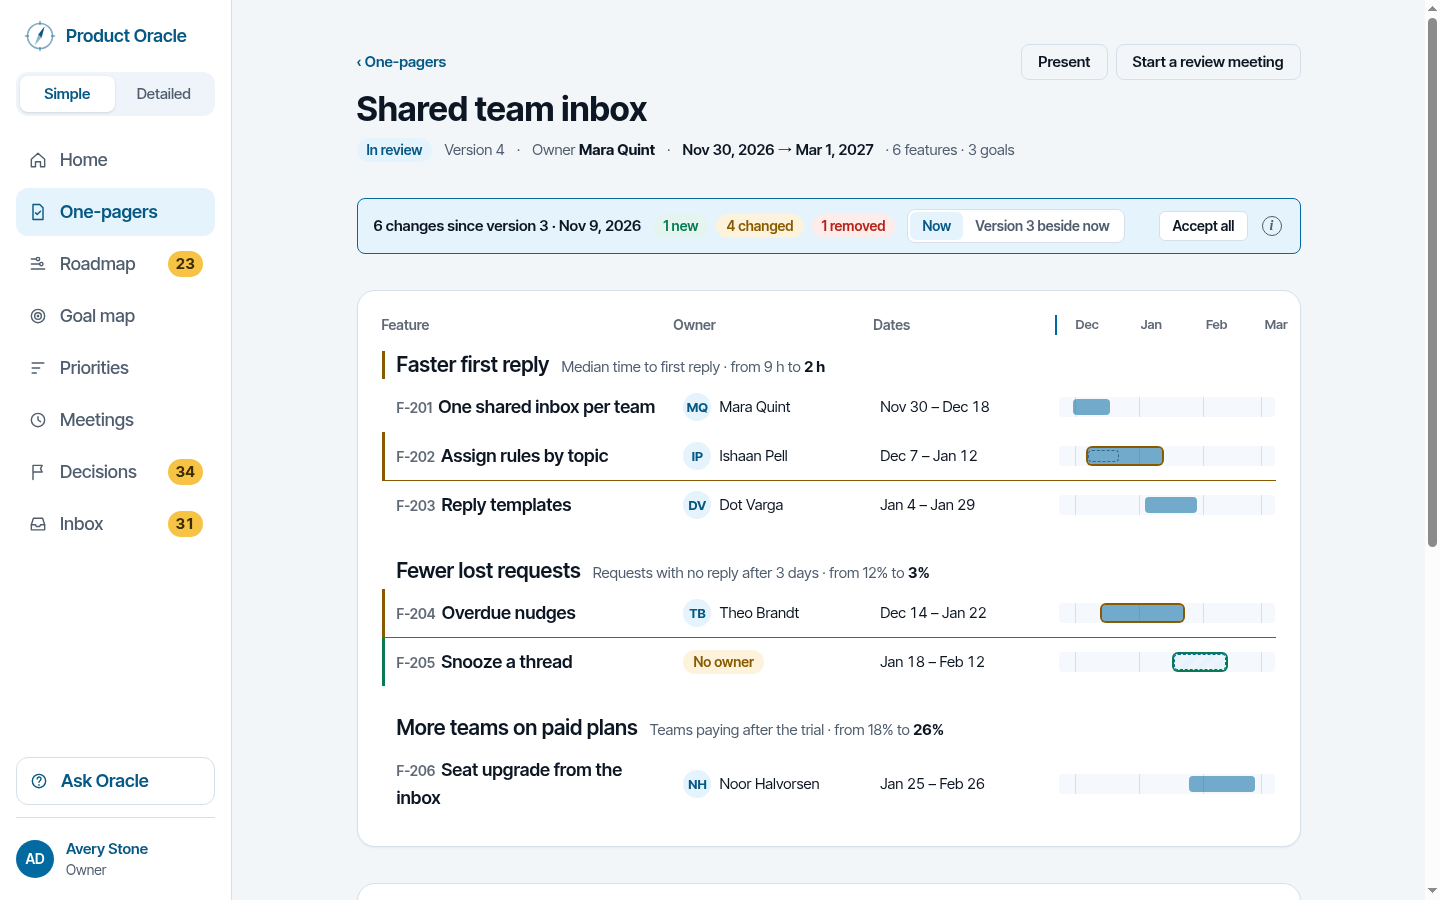 Product Oracle
Simple Detailed
Home
One-pagers
Roadmap 23
Goal map
Priorities
Meetings
Decisions 34
Inbox 31
Ask Oracle
AD Avery Stone
Owner
‹ One-pagers
Present Start a review meeting
Shared team inbox
In review Version 4 · Owner Mara Quint · Nov 30, 2026 → Mar 1, 2027 · 6 features · 3 goals
6 changes since version 3 · Nov 9, 2026 1 new 4 changed 1 removed Now Version 3 beside now Accept all i
Feature Owner Dates Dec Jan Feb Mar
Faster first reply Median time to first reply · from 9 h to 2 h
F-201 One shared inbox per team MQ Mara Quint Nov 30 – Dec 18
F-202 Assign rules by topic IP Ishaan Pell Dec 7 – Jan 12
F-203 Reply templates DV Dot Varga Jan 4 – Jan 29
Fewer lost requests Requests with no reply after 3 days · from 12% to 3%
F-204 Overdue nudges TB Theo Brandt Dec 14 – Jan 22
F-205 Snooze a thread No owner Jan 18 – Feb 12
More teams on paid plans Teams paying after the trial · from 18% to 26%
F-206 Seat upgrade from the
inbox NH Noor Halvorsen Jan 25 – Feb 26